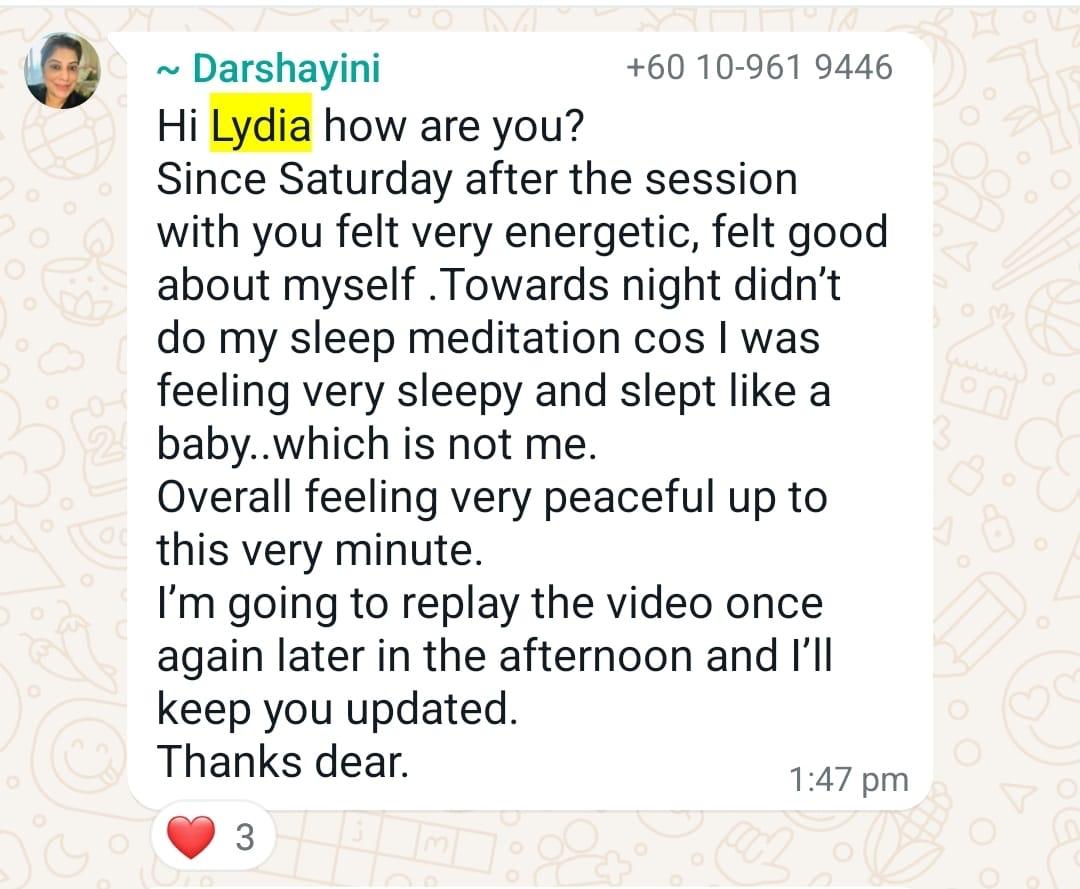 ~ Darshayini +60 10-961 9446
Hi Lydia how are you?
Since Saturday after the session
with you felt very energetic, felt good
about myself .Towards night didn't
do my sleep meditation cos I was
feeling very sleepy and slept like a
baby..which is not me.
Overall feeling very peaceful up to
this very minute.
I'm going to replay the video once
again later in the afternoon and I'll
keep you updated.
Thanks dear.
1:47 pm
❤️ 3